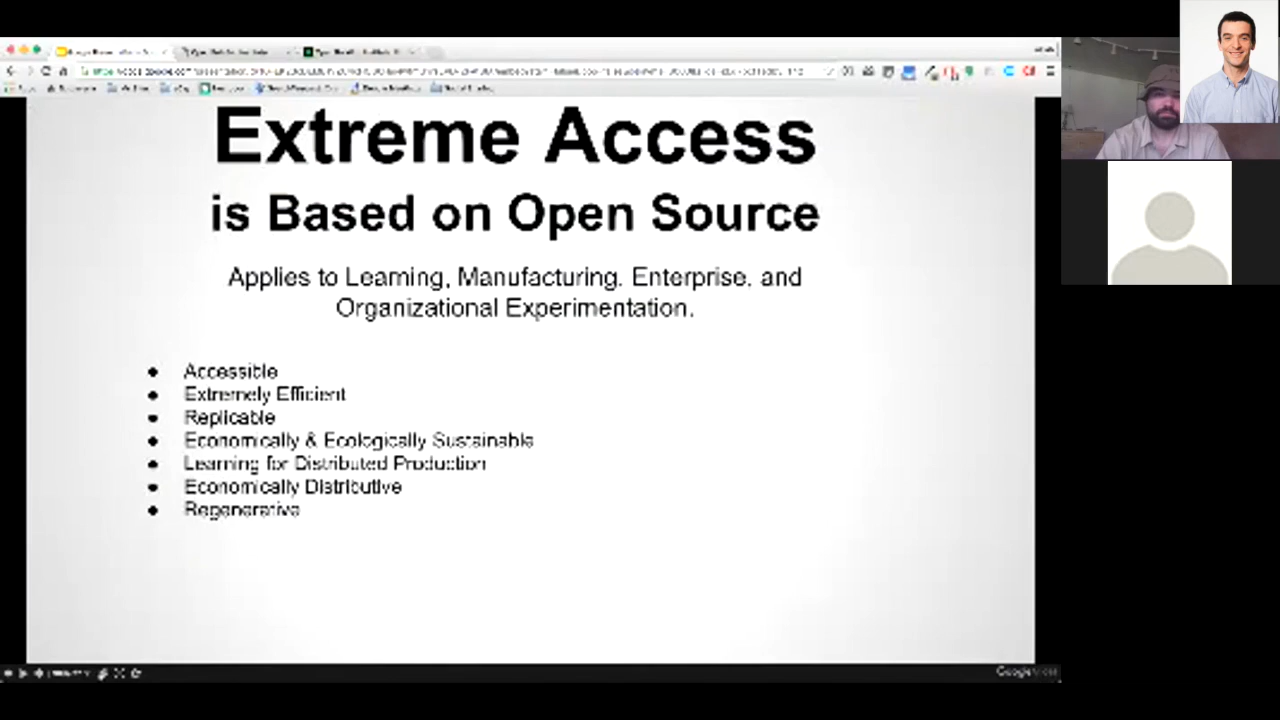 Extreme Access
is Based on Open Source
Applies to Learning, Manufacturing. Enterprise. and
Organizational Experimentation.
● Accessible
● Extremely Efficient
● Replicable
● Economically & Ecologically Sustainable
● Learning for Distributed Production
● Economically Distributive
● Regenerative
Google